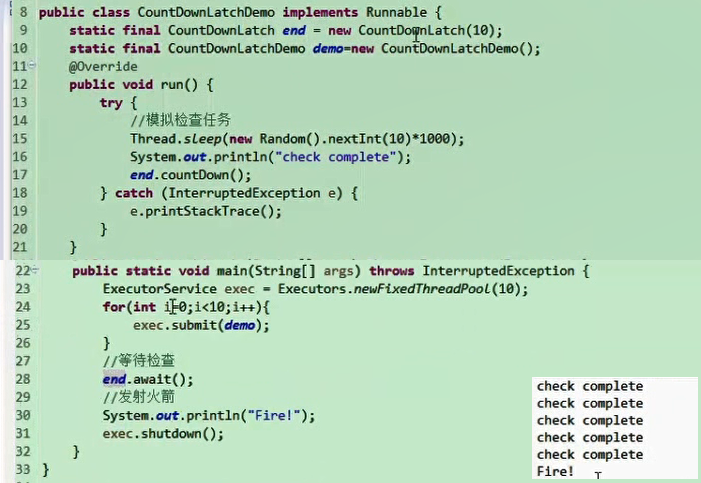 8 public class CountDownLatchDemo implements Runnable {
9 static final CountDownLatch end = new CountDownLatch(10);
10 static final CountDownLatchDemo demo=new CountDownLatchDemo();
11 @Override
12 public void run() {
13 try {
14 //模拟检查任务
15 Thread.sleep(new Random().nextInt(10)*1000);
16 System.out.println("check complete");
17 end.countDown();
18 } catch (InterruptedException e) {
19 e.printStackTrace();
20 }
21 }
22 public static void main(String[] args) throws InterruptedException {
23 ExecutorService exec = Executors.newFixedThreadPool(10);
24 for(int i=0;i<10;i++){
25 exec.submit(demo);
26 }
27 //等待检查
28 end.await();
29 //发射火箭
30 System.out.println("Fire!");
31 exec.shutdown();
32 }
33 }
check complete
check complete
check complete
check complete
check complete
Fire!